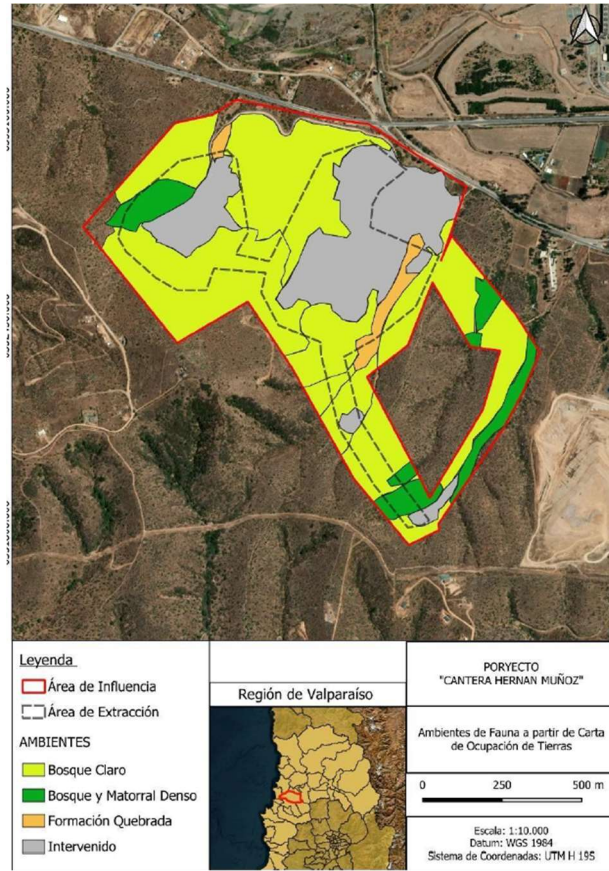 Leyenda
Área de Influencia
Área de Extracción
AMBIENTES
Bosque Claro
Bosque y Matorral Denso
Formación Quebrada
Intervenido
Región de Valparaíso
PORYECTO
"CANTERA HERNAN MUÑOZ"
Ambientes de Fauna a partir de Carta
de Ocupación de Tierras
0 250 500 m
Escala: 1:10.000
Datum: WGS 1984
Sistema de Coordenadas: UTM H 19S